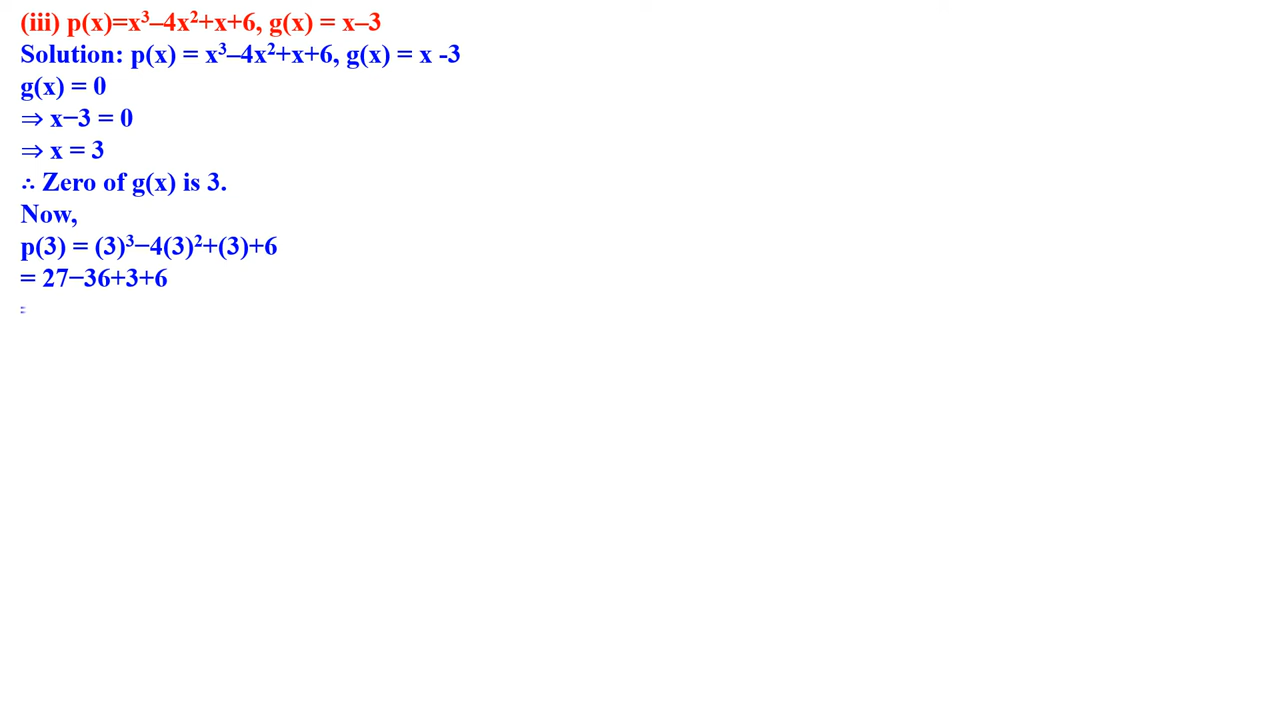 (iii) p(x)=x³–4x²+x+6, g(x) = x–3
Solution: p(x) = x³–4x²+x+6, g(x) = x -3
g(x) = 0
⇒ x−3 = 0
⇒ x = 3
∴ Zero of g(x) is 3.
Now,
p(3) = (3)³−4(3)²+(3)+6
= 27−36+3+6
=